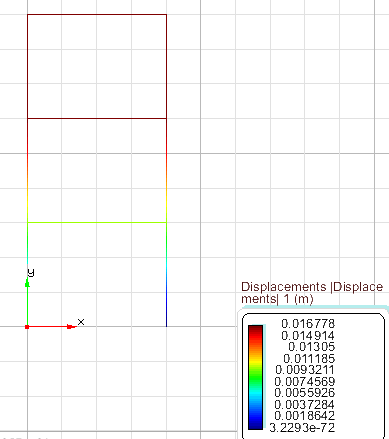 y
x
Displacements |Displace
ments| 1 (m)
0.016778
0.014914
0.01305
0.011185
0.0093211
0.0074569
0.0055926
0.0037284
0.0018642
3.2293e-72